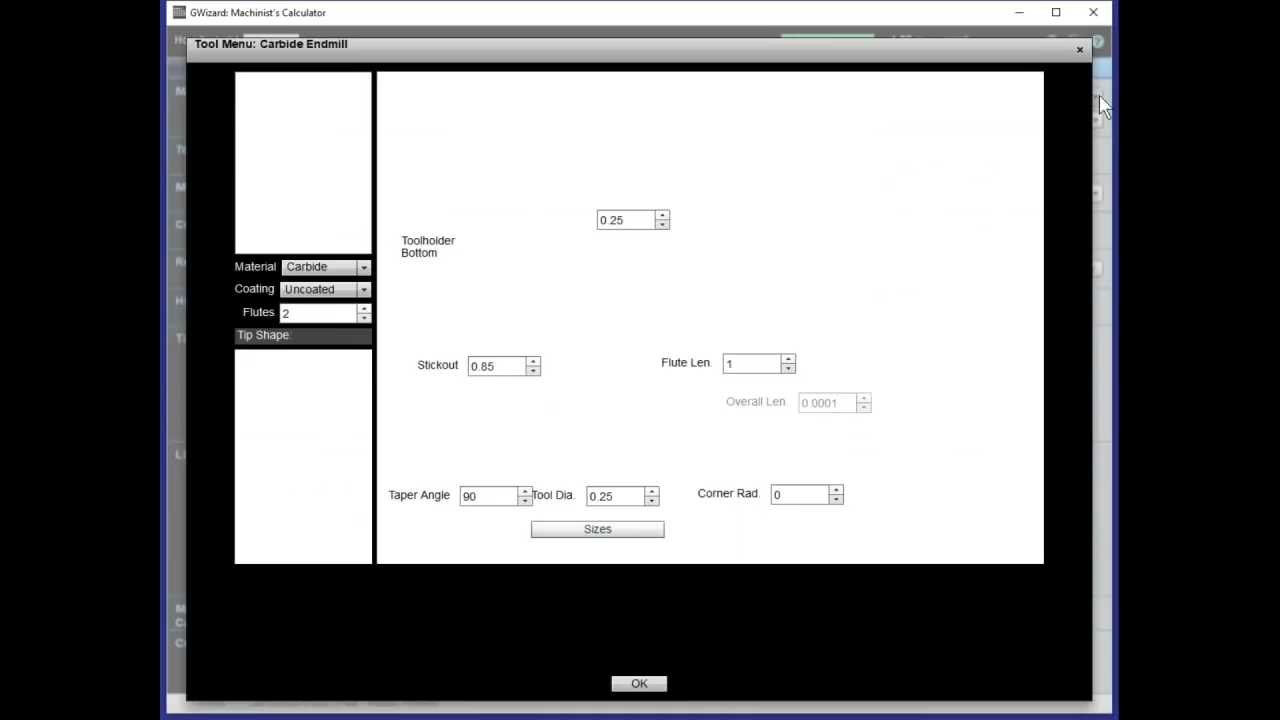 GWizard: Machinist's Calculator
Tool Menu: Carbide Endmill
0.25
Toolholder
Bottom
Material Carbide
Coating Uncoated
Flutes 2
Tip Shape:
Stickout 0.85
Flute Len. 1
Overall Len. 0.0001
Taper Angle 90
Tool Dia. 0.25
Corner Rad. 0
Sizes
OK